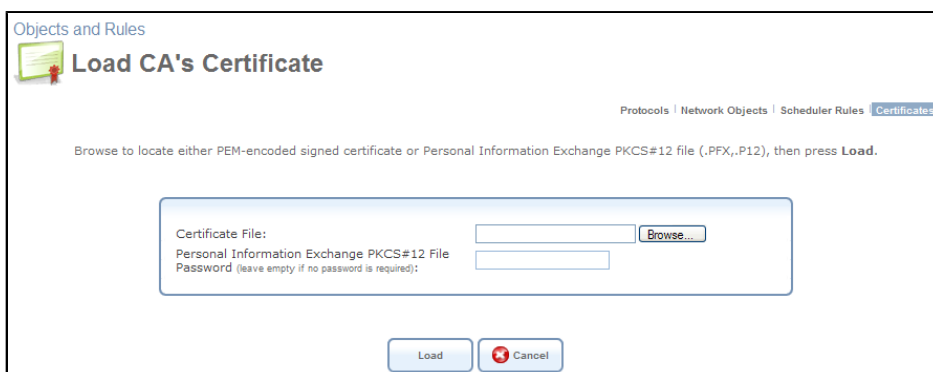 Objects and Rules
Load CA's Certificate
Protocols | Network Objects | Scheduler Rules | Certificates
Browse to locate either PEM-encoded signed certificate or Personal Information Exchange PKCS#12 file (.PFX,.P12), then press Load.
Certificate File:
Browse...
Personal Information Exchange PKCS#12 File
Password (leave empty if no password is required):
Load
Cancel